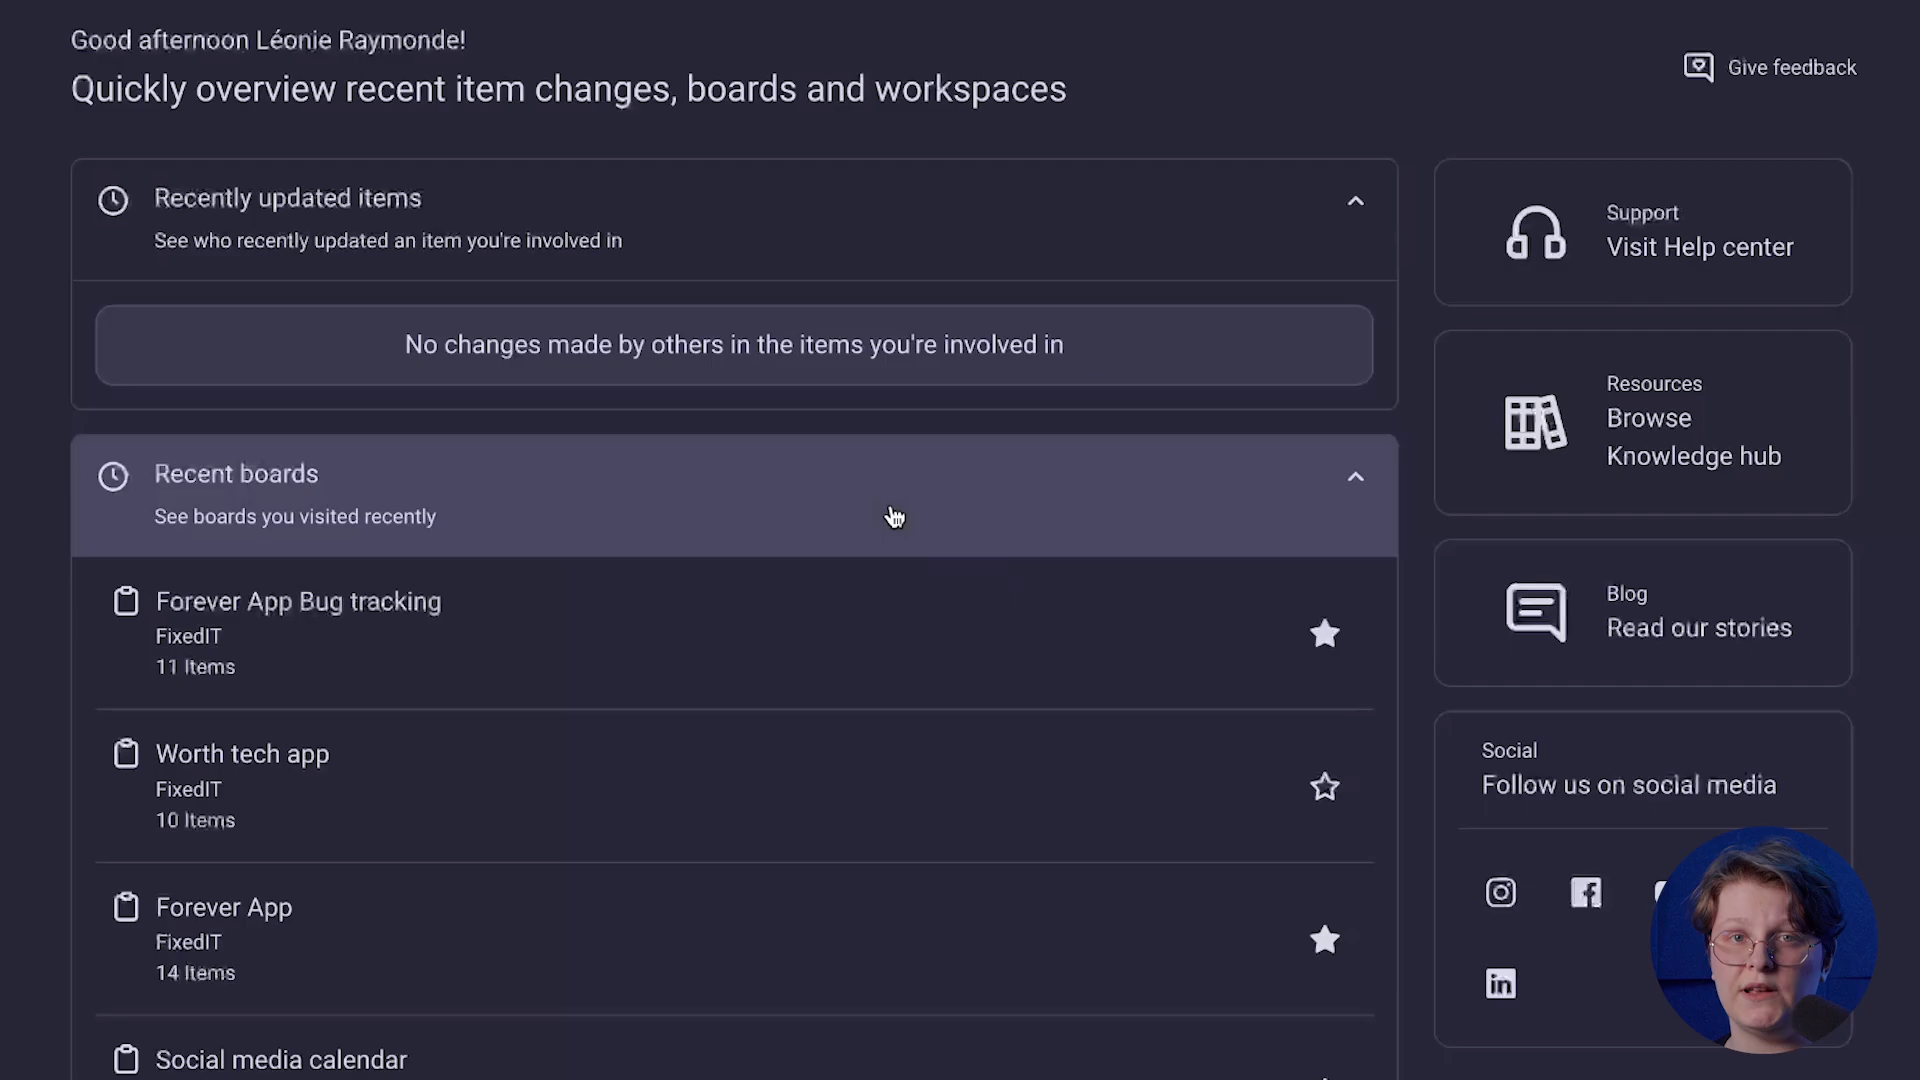 Good afternoon Léonie Raymonde!
Quickly overview recent item changes, boards and workspaces
Give feedback
Recently updated items
See who recently updated an item you're involved in
No changes made by others in the items you're involved in
Recent boards
See boards you visited recently
Forever App Bug tracking
FixedIT
11 Items
Worth tech app
FixedIT
10 Items
Forever App
FixedIT
14 Items
Social media calendar
Support
Visit Help center
Resources
Browse
Knowledge hub
Blog
Read our stories
Social
Follow us on social media
in